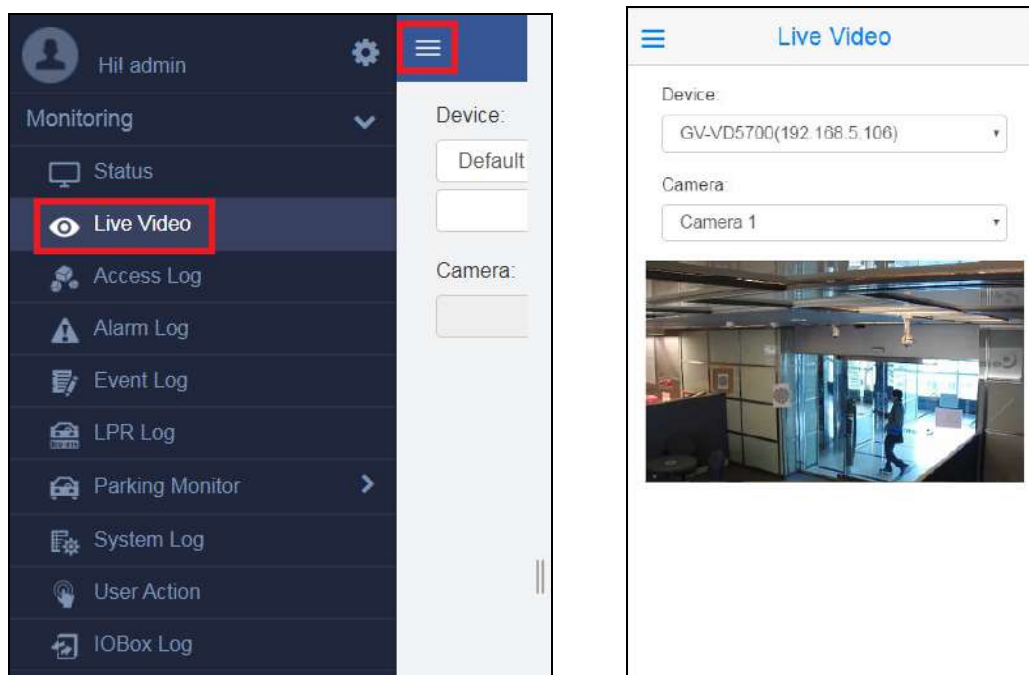 Hi! admin
Monitoring
Status
Live Video
Access Log
Alarm Log
Event Log
LPR Log
Parking Monitor
System Log
User Action
IOBox Log
Device:
Default
Camera:
Live Video
Device:
GV-VD5700(192.168.5.106)
Camera:
Camera 1